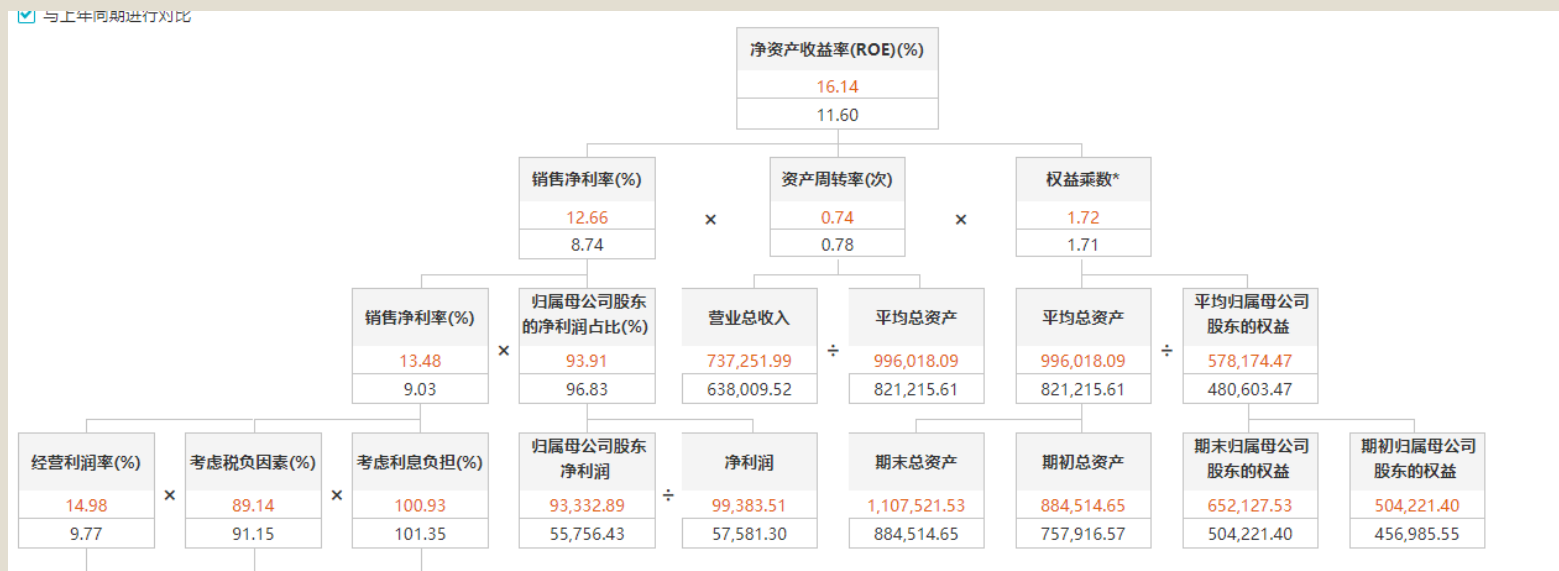 与上年同期进行对比
净资产收益率(ROE)(%)
16.14
11.60
销售净利率(%)
12.66
8.74
×
资产周转率(次)
0.74
0.78
×
权益乘数*
1.72
1.71
销售净利率(%)
13.48
9.03
×
归属母公司股东
的净利润占比(%)
93.91
96.83
营业总收入
737,251.99
638,009.52
÷
平均总资产
996,018.09
821,215.61
平均总资产
996,018.09
821,215.61
÷
平均归属母公司
股东的权益
578,174.47
480,603.47
经营利润率(%)
14.98
9.77
×
考虑税负因素(%)
89.14
91.15
×
考虑利息负担(%)
100.93
101.35
归属母公司股东
净利润
93,332.89
55,756.43
÷
净利润
99,383.51
57,581.30
期末总资产
1,107,521.53
884,514.65
期初总资产
884,514.65
757,916.57
期末归属母公司
股东的权益
652,127.53
504,221.40
期初归属母公司
股东的权益
504,221.40
456,985.55